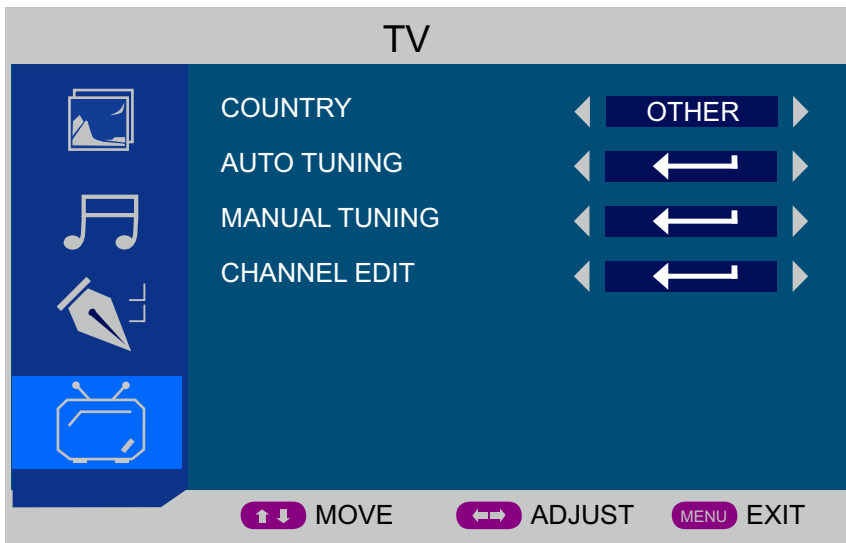 TV
COUNTRY OTHER
AUTO TUNING
MANUAL TUNING
CHANNEL EDIT
MOVE ADJUST MENU EXIT